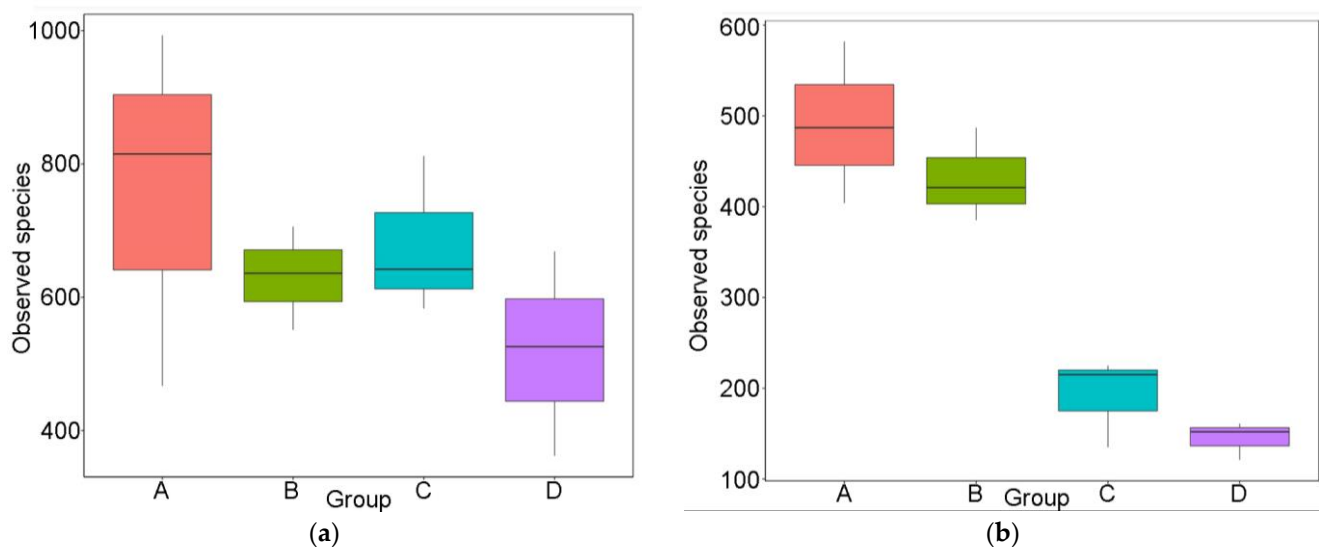 1000
800
600
400
Observed species
A
B
C
D
Group
(a)
600
500
400
300
200
100
Observed species
A
B
C
D
Group
(b)